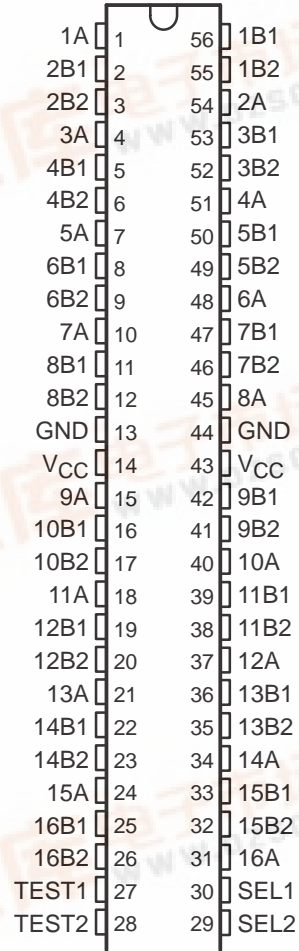 1A 1 56 1B1
2B1 2 55 1B2
2B2 3 54 2A
3A 4 53 3B1
4B1 5 52 3B2
4B2 6 51 4A
5A 7 50 5B1
6B1 8 49 5B2
6B2 9 48 6A
7A 10 47 7B1
8B1 11 46 7B2
8B2 12 45 8A
GND 13 44 GND
VCC 14 43 VCC
9A 15 42 9B1
10B1 16 41 9B2
10B2 17 40 10A
11A 18 39 11B1
12B1 19 38 11B2
12B2 20 37 12A
13A 21 36 13B1
14B1 22 35 13B2
14B2 23 34 14A
15A 24 33 15B1
16B1 25 32 15B2
16B2 26 31 16A
TEST1 27 30 SEL1
TEST2 28 29 SEL2